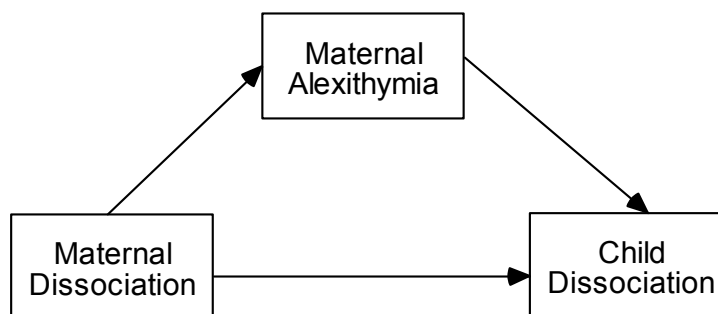 Maternal
Alexithymia
Maternal
Dissociation
Child
Dissociation